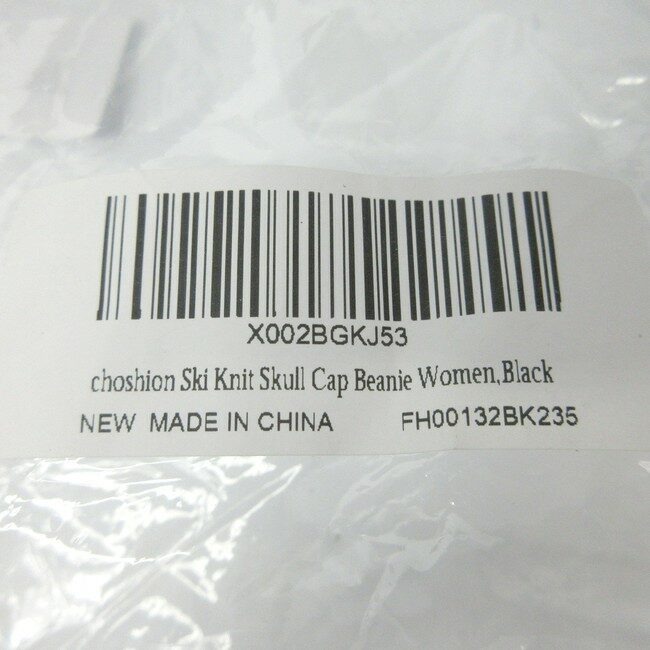 X002BGKJ53
choshion Ski Knit Skull Cap Beanie Women,Black
NEW MADE IN CHINA FH00132BK235